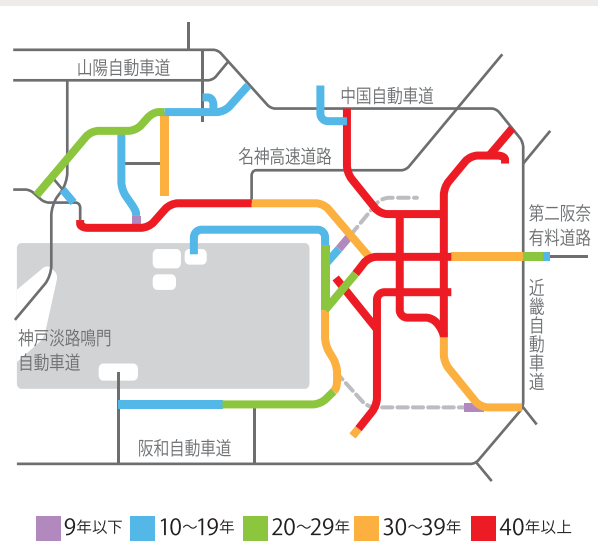 山陽自動車道
中国自動車道
名神高速道路
第二阪奈
有料道路
近畿自動車道
神戸淡路鳴門
自動車道
阪和自動車道
9年以下 10～19年 20～29年 30～39年 40年以上